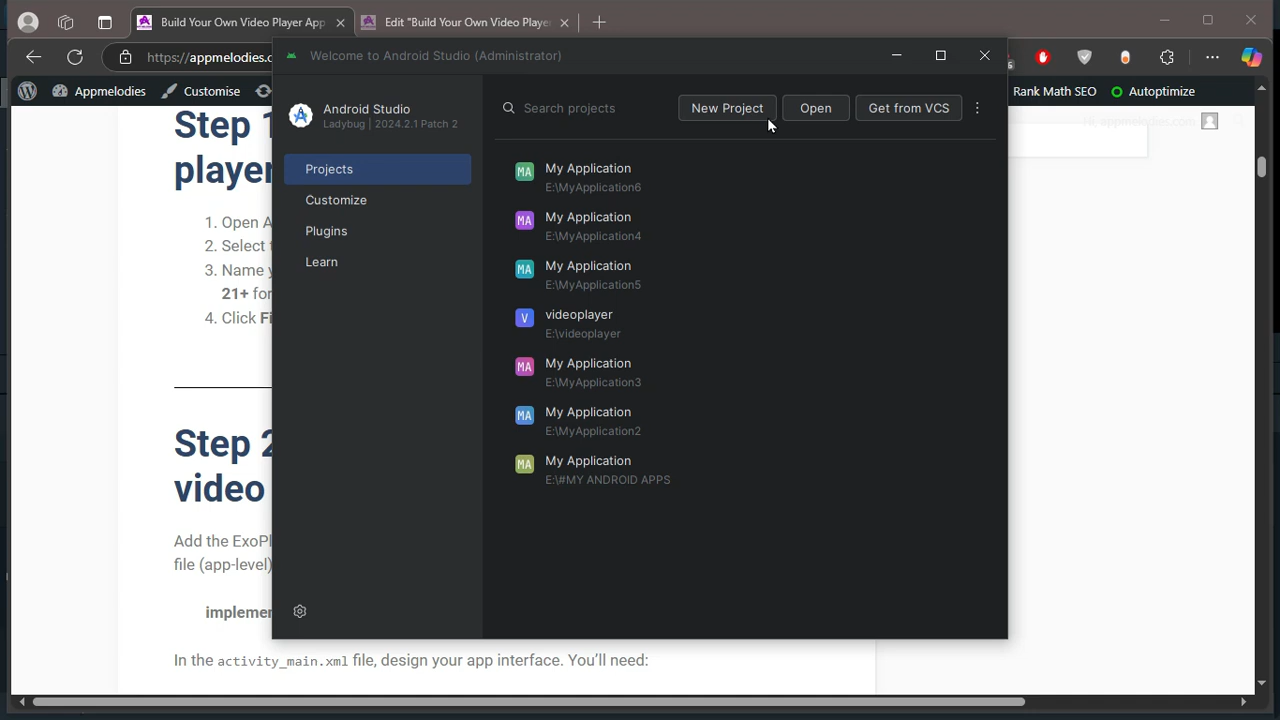 Build Your Own Video Player App
Edit "Build Your Own Video Playe
https://appmelodies.c
Welcome to Android Studio (Administrator)
Appmelodies
Customise
Rank Math SEO
Autoptimize
Hi, appmelodies.com
Android Studio
Ladybug | 2024.2.1 Patch 2
Search projects
New Project
Open
Get from VCS
Projects
Customize
Plugins
Learn
My Application
E:\MyApplication6
My Application
E:\MyApplication4
My Application
E:\MyApplication5
videoplayer
E:\videoplayer
My Application
E:\MyApplication3
My Application
E:\MyApplication2
My Application
E:\#MY ANDROID APPS
Step 1
player
1. Open A
2. Select
3. Name y
21+ for
4. Click Fi
Step 2
video
Add the ExoPl
file (app-level)
implemen
In the activity_main.xml file, design your app interface. You'll need: